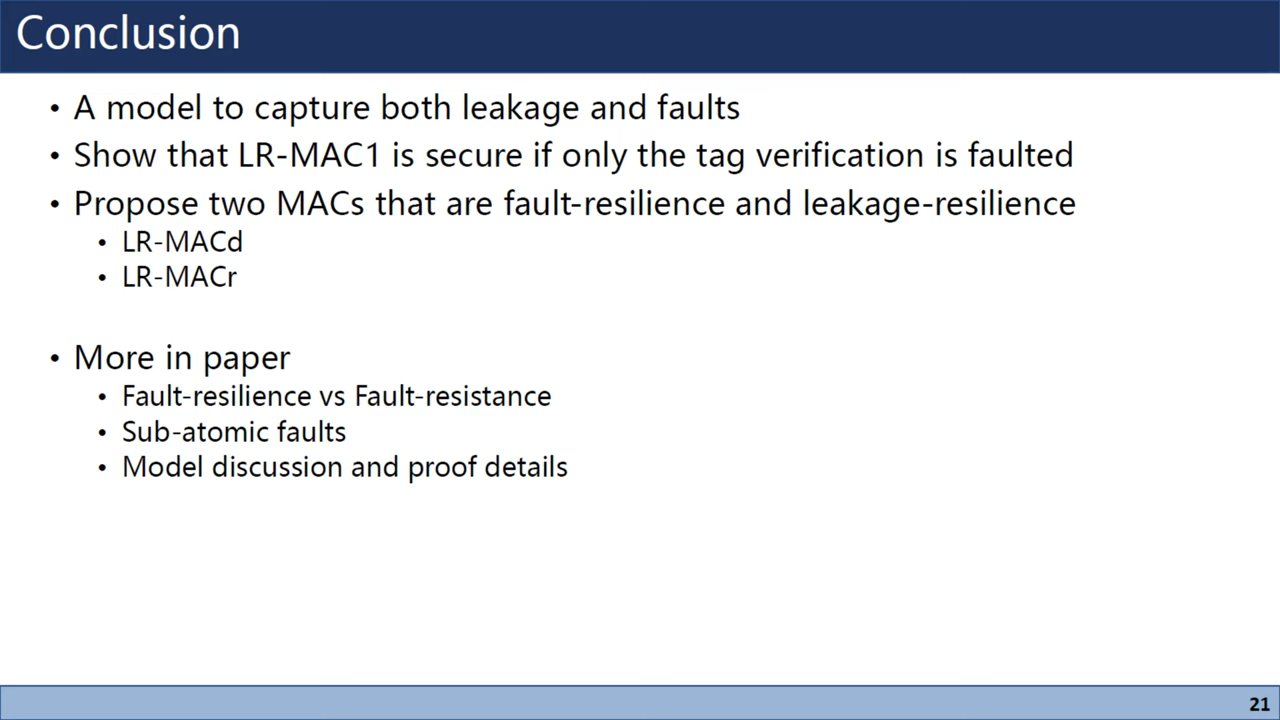 Conclusion
• A model to capture both leakage and faults
• Show that LR-MAC1 is secure if only the tag verification is faulted
• Propose two MACs that are fault-resilience and leakage-resilience
• LR-MACd
• LR-MACr
• More in paper
• Fault-resilience vs Fault-resistance
• Sub-atomic faults
• Model discussion and proof details
21